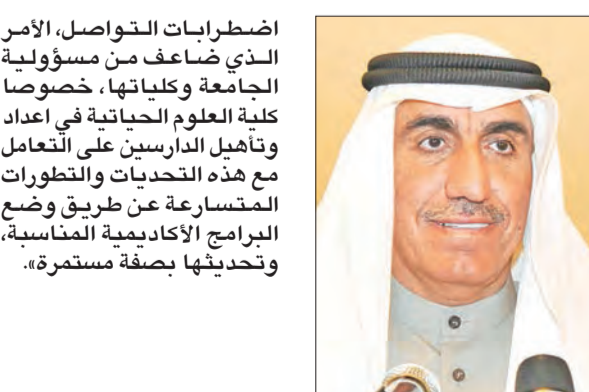 اضطرابات التواصل، الأمر
الذي ضاعف من مسؤولية
الجامعة وكلياتها، خصوصا
كلية العلوم الحياتية في اعداد
وتأهيل الدارسين على التعامل
مع هذه التحديات والتطورات
المتسارعة عن طريق وضع
البرامج الأكاديمية المناسبة،
وتحديثها بصفة مستمرة».